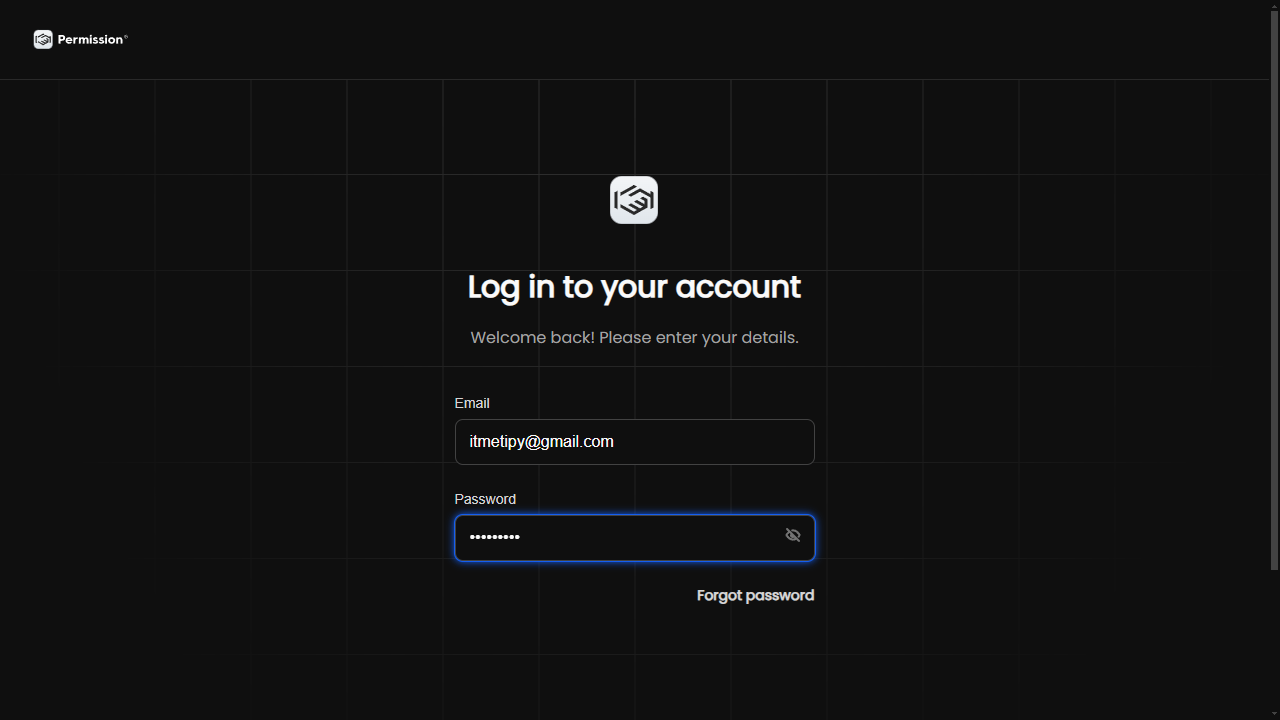 Permission®
Log in to your account
Welcome back! Please enter your details.
Email
itmetipy@gmail.com
Password
•••••••••
Forgot password